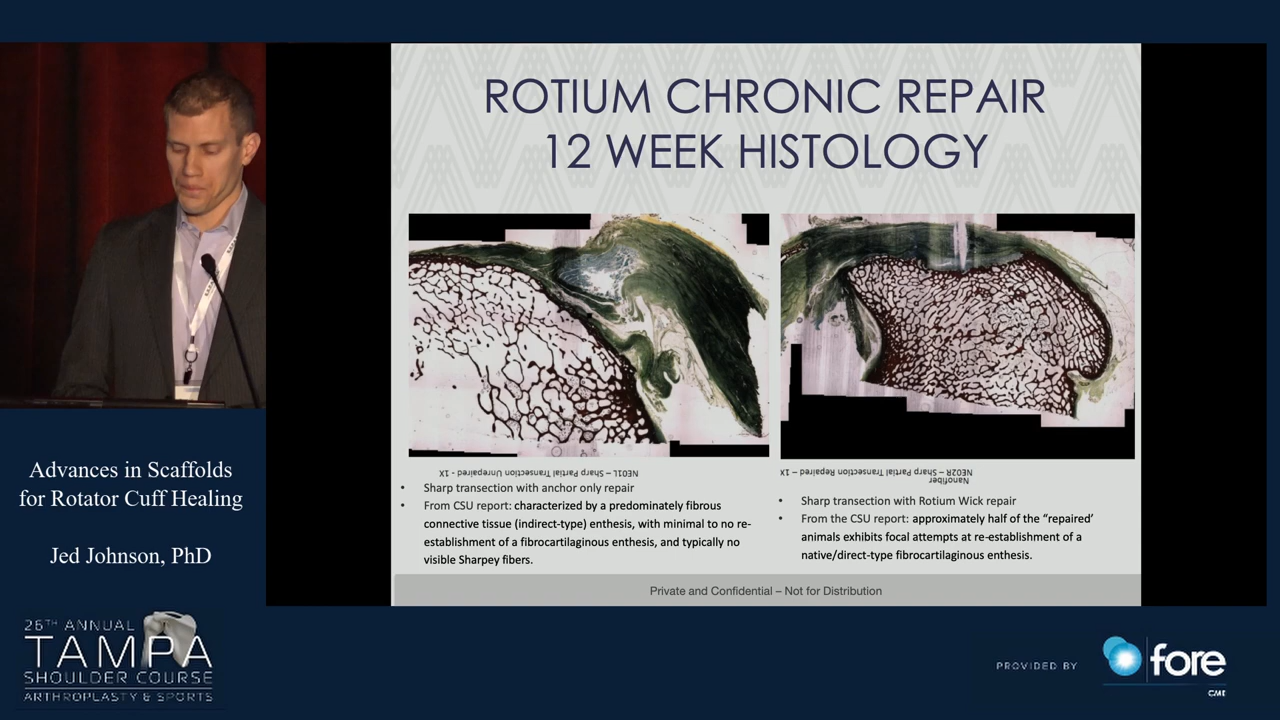 ROTIUM CHRONIC REPAIR
12 WEEK HISTOLOGY
NE01L – Sharp Partial Transection Unrepaired - 1X
• Sharp transection with anchor only repair
• From CSU report: characterized by a predominately fibrous
connective tissue (indirect-type) enthesis, with minimal to no re-
establishment of a fibrocartilaginous enthesis, and typically no
visible Sharpey fibers.
Nanofiber
NE02R – Sharp Partial Transection Repaired – 1X
• Sharp transection with Rotium Wick repair
• From the CSU report: approximately half of the “repaired’
animals exhibits focal attempts at re-establishment of a
native/direct-type fibrocartilaginous enthesis.
Private and Confidential – Not for Distribution
Advances in Scaffolds
for Rotator Cuff Healing
Jed Johnson, PhD
26TH ANNUAL
TAMPA
SHOULDER COURSE
ARTHROPLASTY & SPORTS
PROVIDED BY
fore
CME